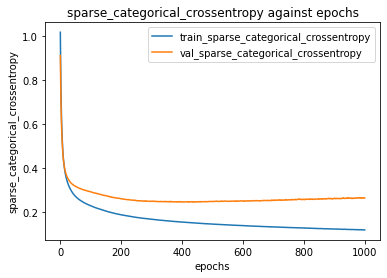 sparse_categorical_crossentropy against epochs
train_sparse_categorical_crossentropy
val_sparse_categorical_crossentropy
sparse_categorical_crossentropy
1.0
0.8
0.6
0.4
0.2
0 200 400 600 800 1000
epochs